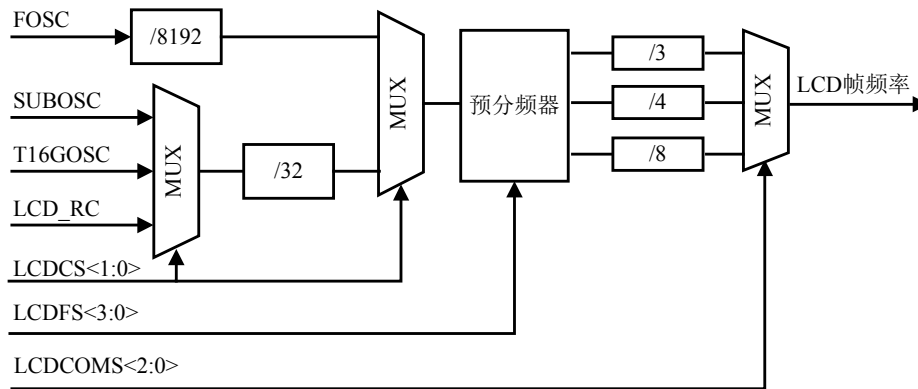 FOSC
/8192
SUBOSC
T16GOSC
LCD_RC
MUX
/32
MUX
预分频器
/3
/4
/8
MUX
LCD帧频率
LCDCS<1:0>
LCDFS<3:0>
LCDCOMS<2:0>